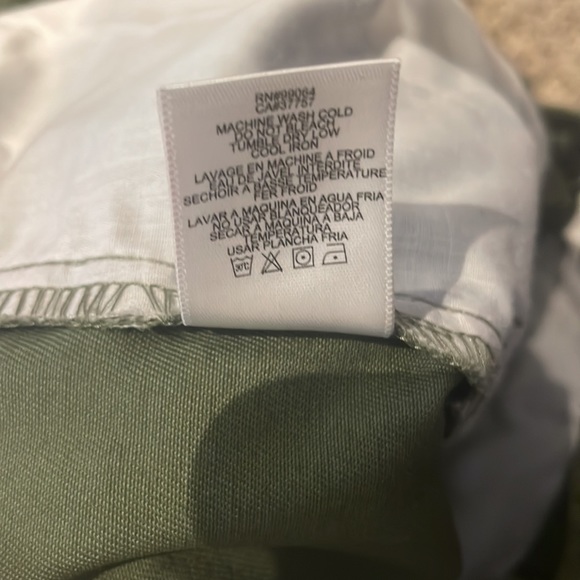 RN#99064
CA#37757
MACHINE WASH COLD
DO NOT BLEACH
TUMBLE DRY LOW
COOL IRON
LAVAGE EN MACHINE A FROID
EAU DE JAVEL INTERDITE
SECHOIR A BASSE TEMPERATURE
FER FROID
LAVAR A MAQUINA EN AGUA FRIA
NO USAR BLANQUEADOR
SECAR A MAQUINA A BAJA
TEMPERATURA
USAR PLANCHA FRIA
30°C